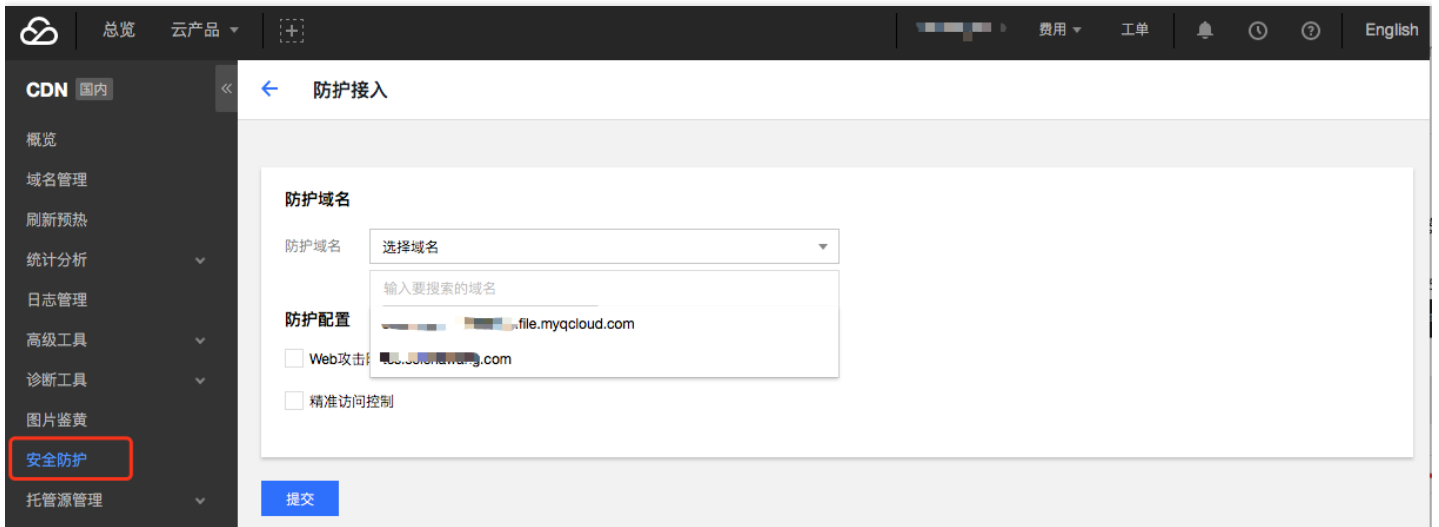 总览 云产品 费用 工单 English
CDN 国内
防护接入
概览
域名管理
刷新预热
统计分析
日志管理
高级工具
诊断工具
图片鉴黄
安全防护
托管源管理
防护域名
防护域名 选择域名
输入要搜索的域名
防护配置
.file.myqcloud.com
Web攻击
.com
精准访问控制
提交